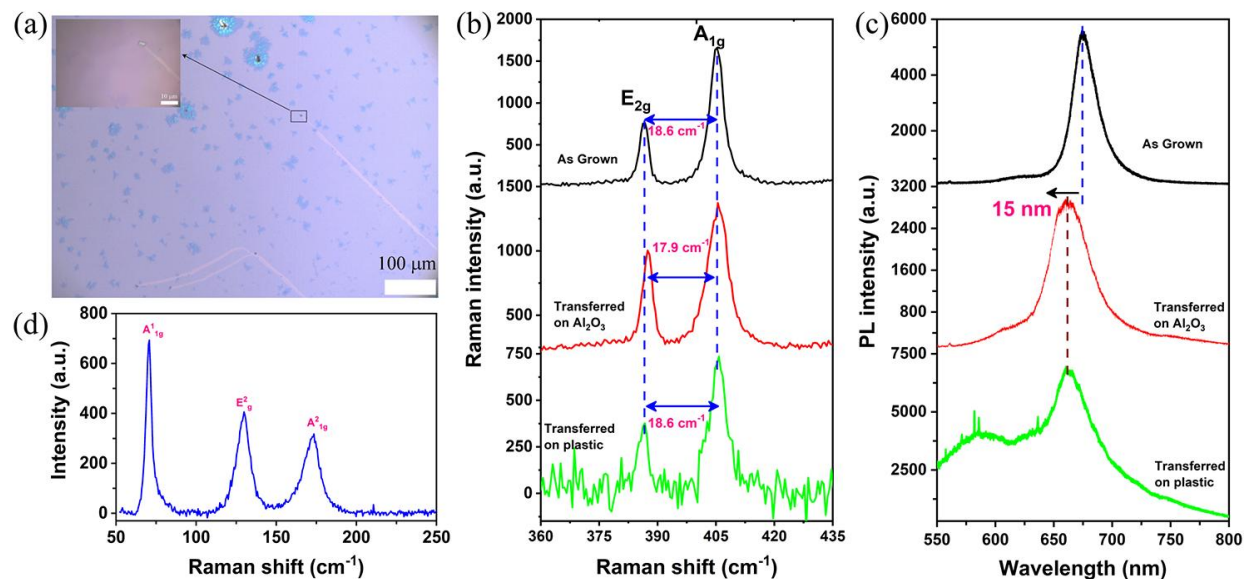 (a)
10 μm
100 μm
(b)
Raman intensity (a.u.)
2000
1500
1000
500
1500
1000
500
750
500
250
0
A1g
E2g
18.6 cm-1
As Grown
17.9 cm-1
Transferred
on Al2O3
18.6 cm-1
Transferred
on plastic
360 375 390 405 420 435
Raman shift (cm-1)
(c)
PL intensity (a.u.)
6000
4000
2000
3200
2400
1600
800
7500
5000
2500
As Grown
15 nm
Transferred
on Al2O3
Transferred
on plastic
550 600 650 700 750 800
Wavelength (nm)
(d)
Intensity (a.u.)
800
600
400
200
0
A11g
E2g
A21g
50 100 150 200 250
Raman shift (cm-1)